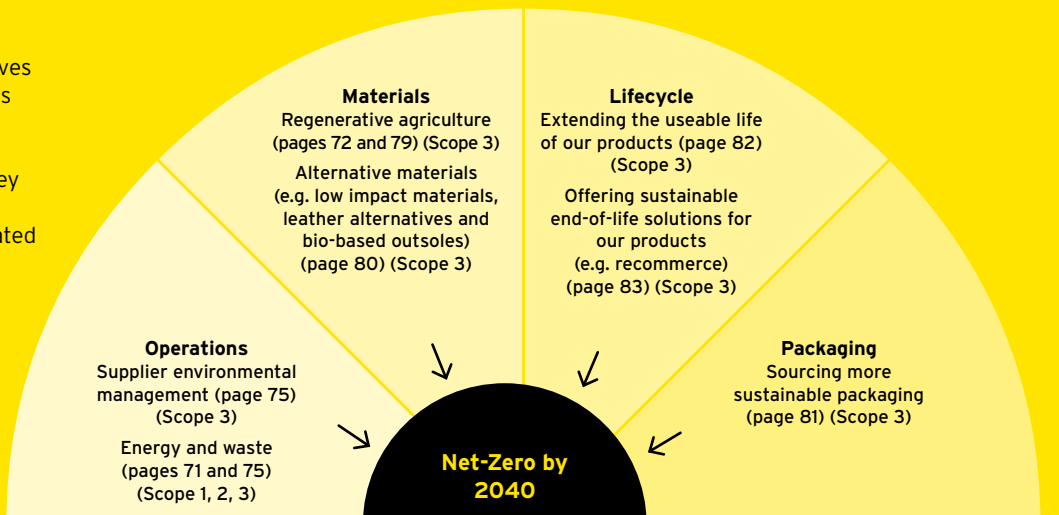 Materials
Regenerative agriculture
(pages 72 and 79) (Scope 3)
Alternative materials
(e.g. low impact materials,
leather alternatives and
bio-based outsoles)
(page 80) (Scope 3)
Lifecycle
Extending the useable life
of our products (page 82)
(Scope 3)
Offering sustainable
end-of-life solutions for
our products
(e.g. recommerce)
(page 83) (Scope 3)
Operations
Supplier environmental
management (page 75)
(Scope 3)
Energy and waste
(pages 71 and 75)
(Scope 1, 2, 3)
Packaging
Sourcing more
sustainable packaging
(page 81) (Scope 3)
Net-Zero by
2040